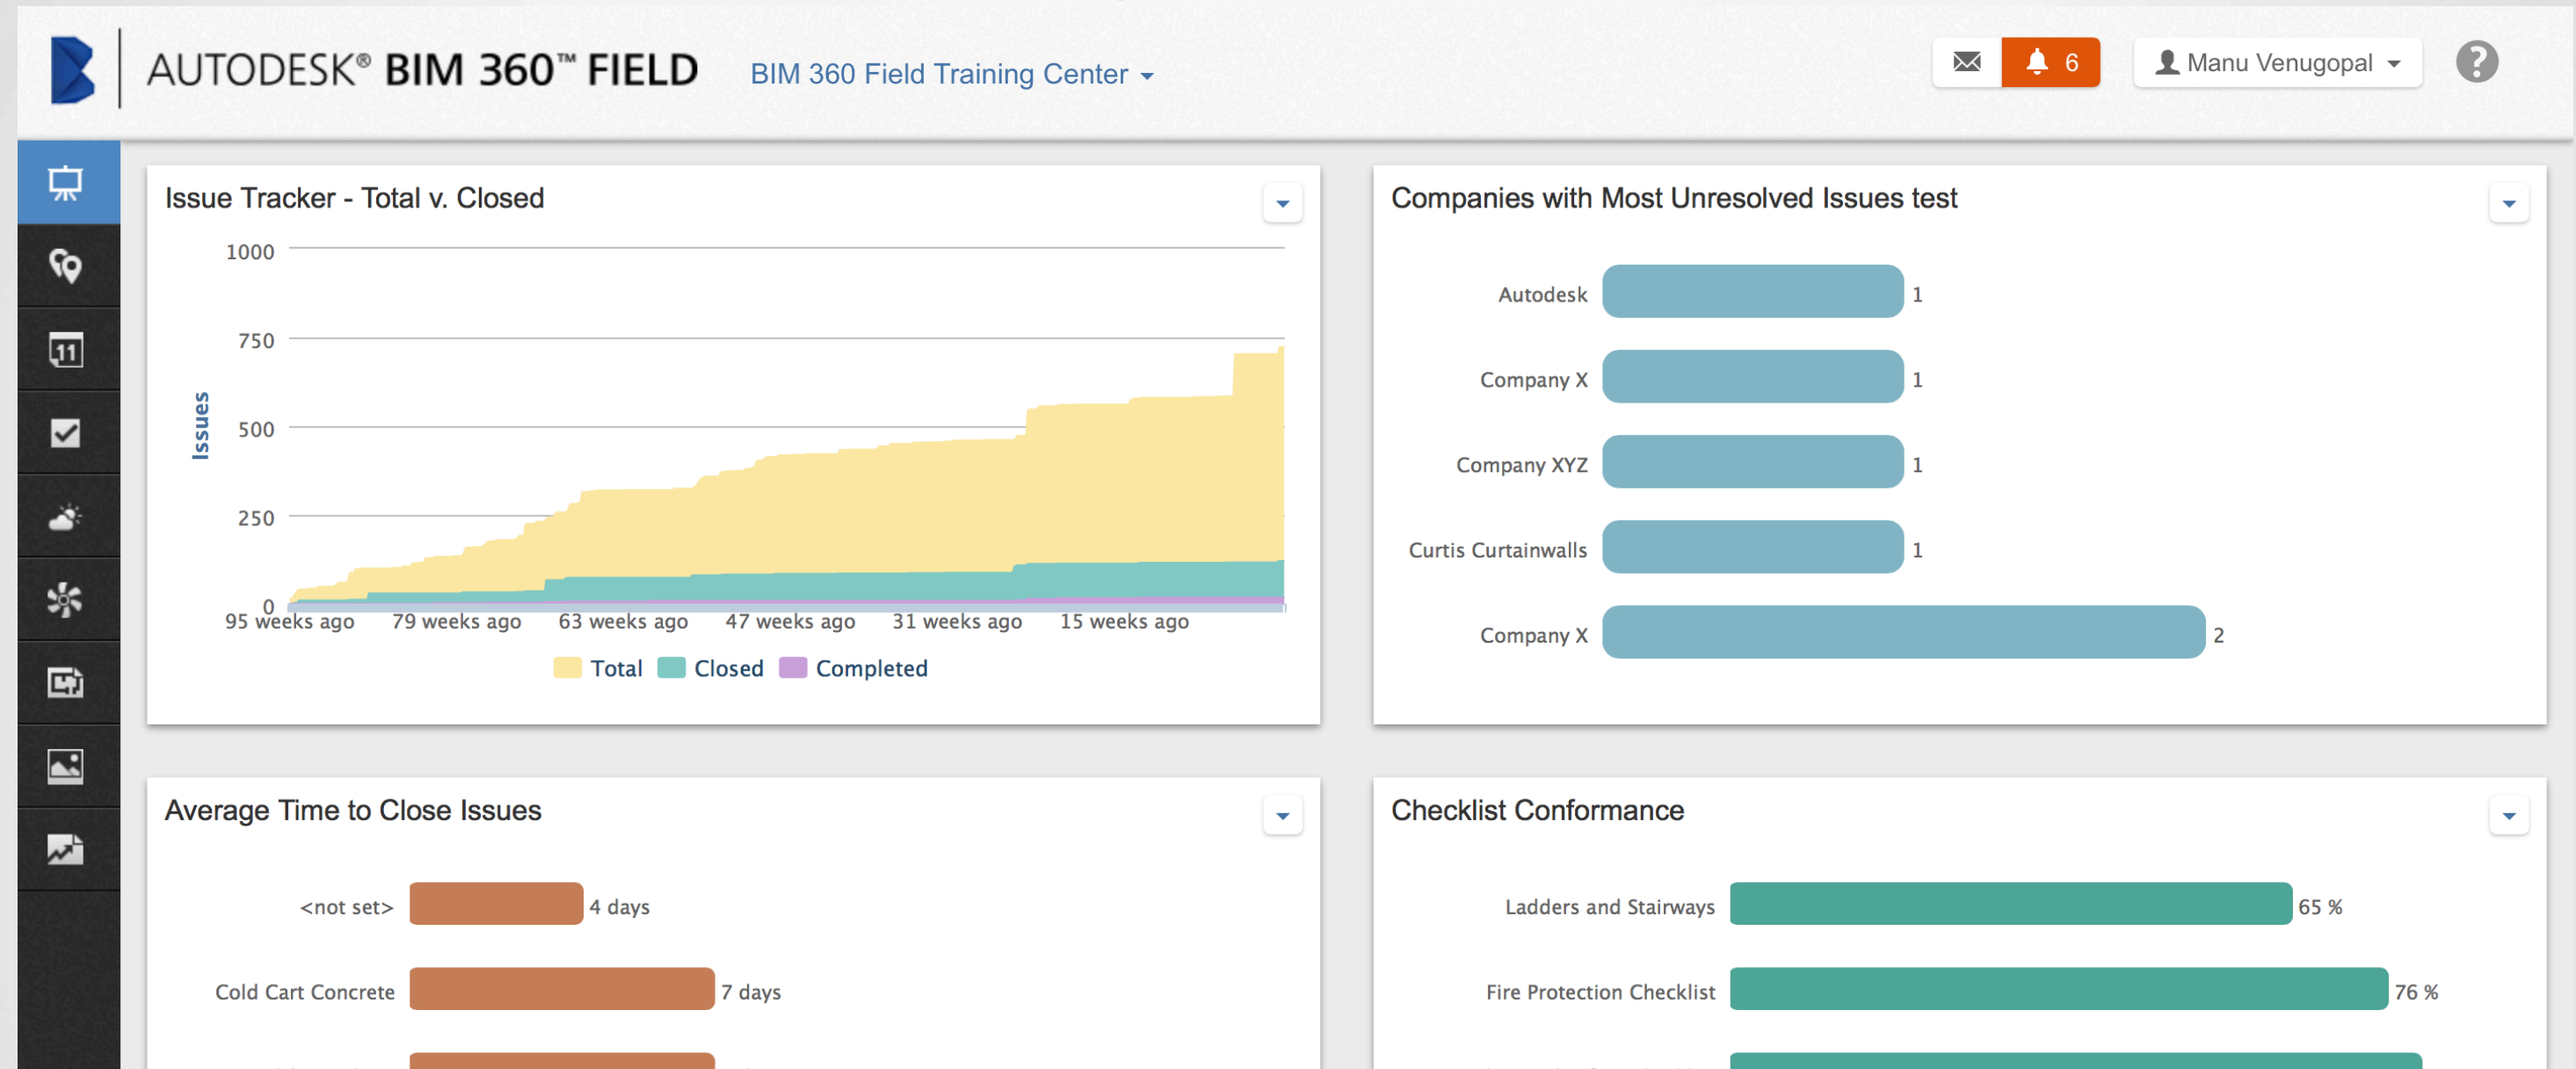 AUTODESK® BIM 360™ FIELD
BIM 360 Field Training Center
6
Manu Venugopal
?
11
Issue Tracker - Total v. Closed
1000
750
500
250
0
Issues
95 weeks ago 79 weeks ago 63 weeks ago 47 weeks ago 31 weeks ago 15 weeks ago
Total Closed Completed
Companies with Most Unresolved Issues test
Autodesk 1
Company X 1
Company XYZ 1
Curtis Curtainwalls 1
Company X 2
Average Time to Close Issues
<not set> 4 days
Cold Cart Concrete 7 days
Checklist Conformance
Ladders and Stairways 65 %
Fire Protection Checklist 76 %